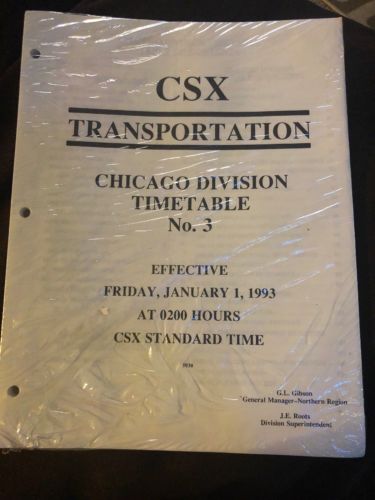 CSX
TRANSPORTATION
CHICAGO DIVISION
TIMETABLE
No. 3
EFFECTIVE
FRIDAY, JANUARY 1, 1993
AT 0200 HOURS
CSX STANDARD TIME
G.L. Gibson
General Manager–Northern Region
J.E. Roots
Division Superintendent